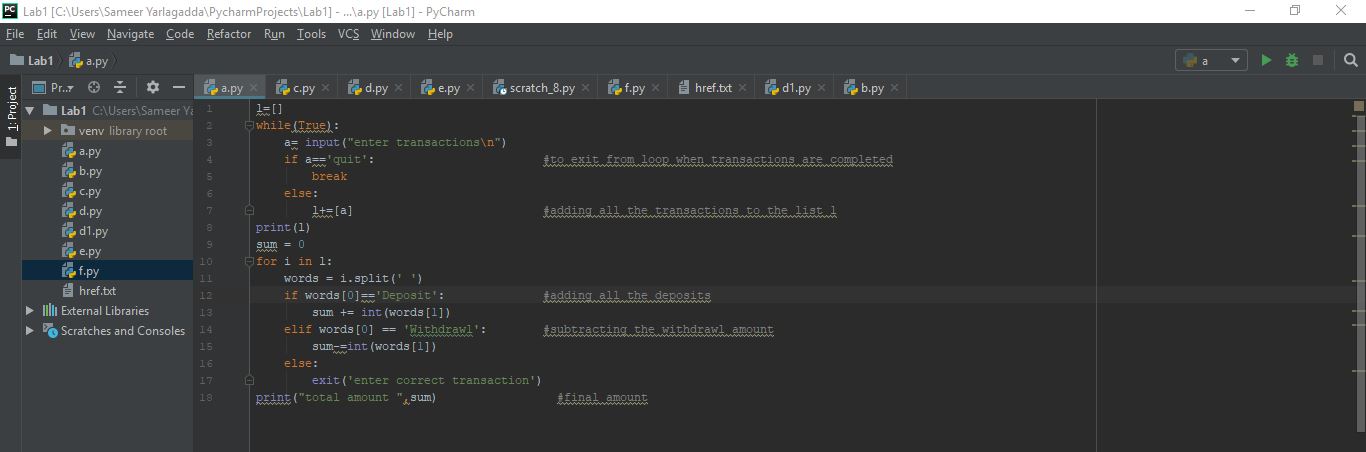 PC Lab1 [C:\Users\Sameer Yarlagadda\PycharmProjects\Lab1] - ...\a.py [Lab1] - PyCharm
File Edit View Navigate Code Refactor Run Tools VCS Window Help
Lab1 a.py a
1: Project
Pr.. a.py c.py d.py e.py scratch_8.py f.py href.txt d1.py b.py
Lab1 C:\Users\Sameer Ya
venv library root
a.py
b.py
c.py
d.py
d1.py
e.py
f.py
href.txt
External Libraries
Scratches and Consoles
1 l=[]
2 while(True):
3 a= input("enter transactions\n")
4 if a=='quit': #to exit from loop when transactions are completed
5 break
6 else:
7 l+=[a] #adding all the transactions to the list l
8 print(l)
9 sum = 0
10 for i in l:
11 words = i.split(' ')
12 if words[0]=='Deposit': #adding all the deposits
13 sum += int(words[1])
14 elif words[0] == 'Withdrawl': #subtracting the withdrawl amount
15 sum-=int(words[1])
16 else:
17 exit('enter correct transaction')
18 print("total amount ",sum) #final amount